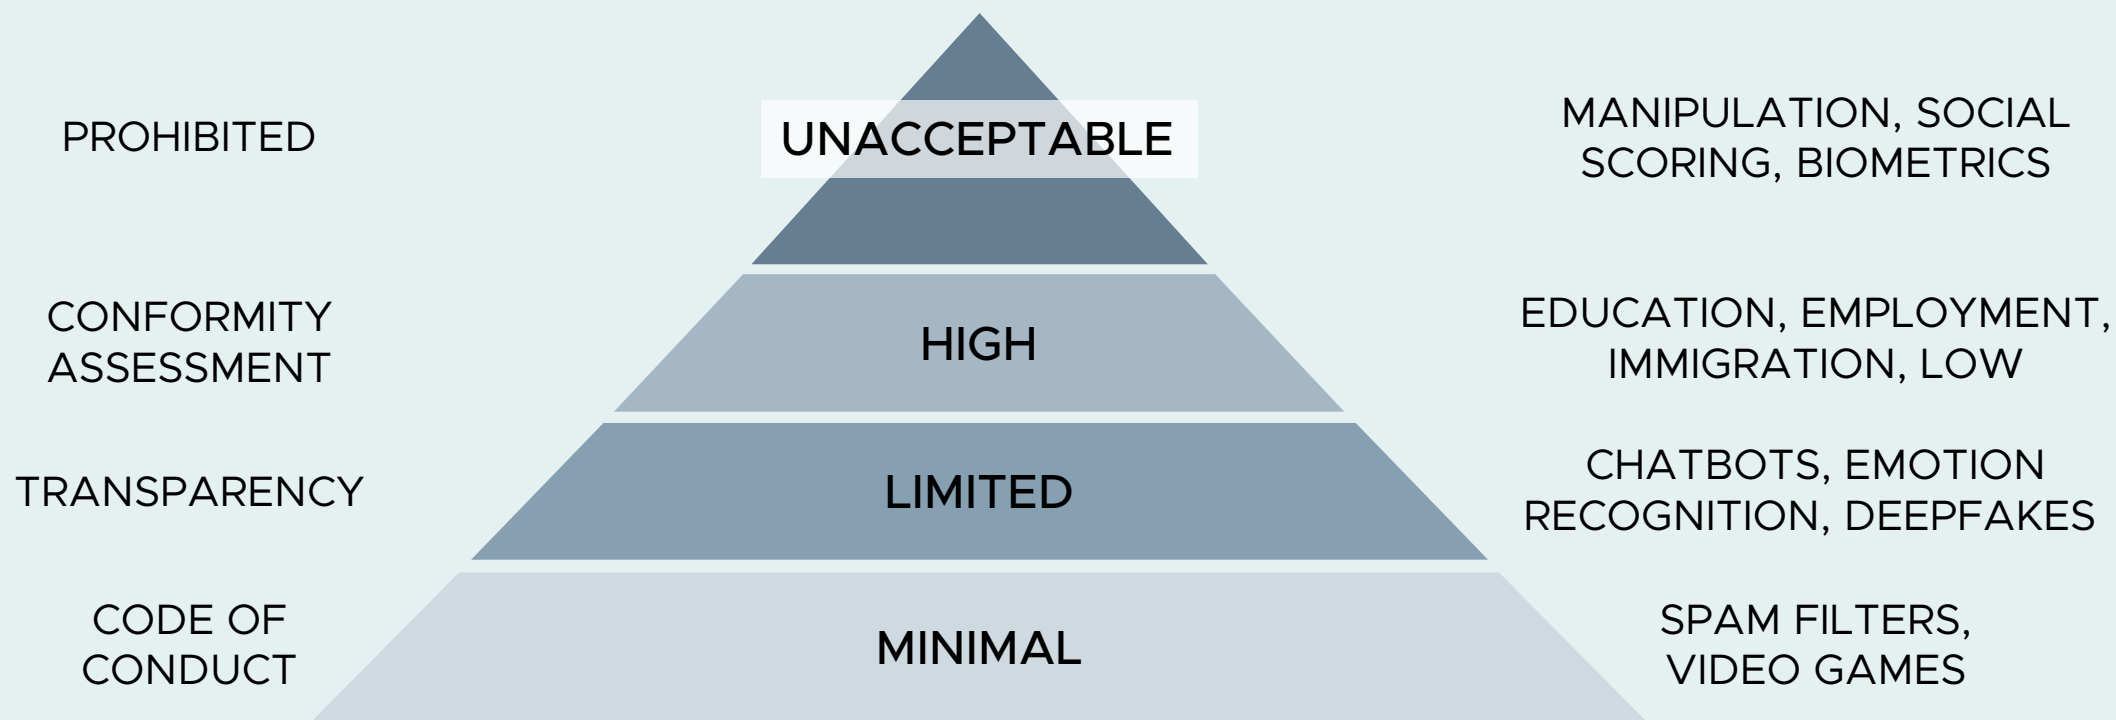 PROHIBITED
UNACCEPTABLE
MANIPULATION, SOCIAL
SCORING, BIOMETRICS
CONFORMITY
ASSESSMENT
HIGH
EDUCATION, EMPLOYMENT,
IMMIGRATION, LOW
TRANSPARENCY
LIMITED
CHATBOTS, EMOTION
RECOGNITION, DEEPFAKES
CODE OF
CONDUCT
MINIMAL
SPAM FILTERS,
VIDEO GAMES